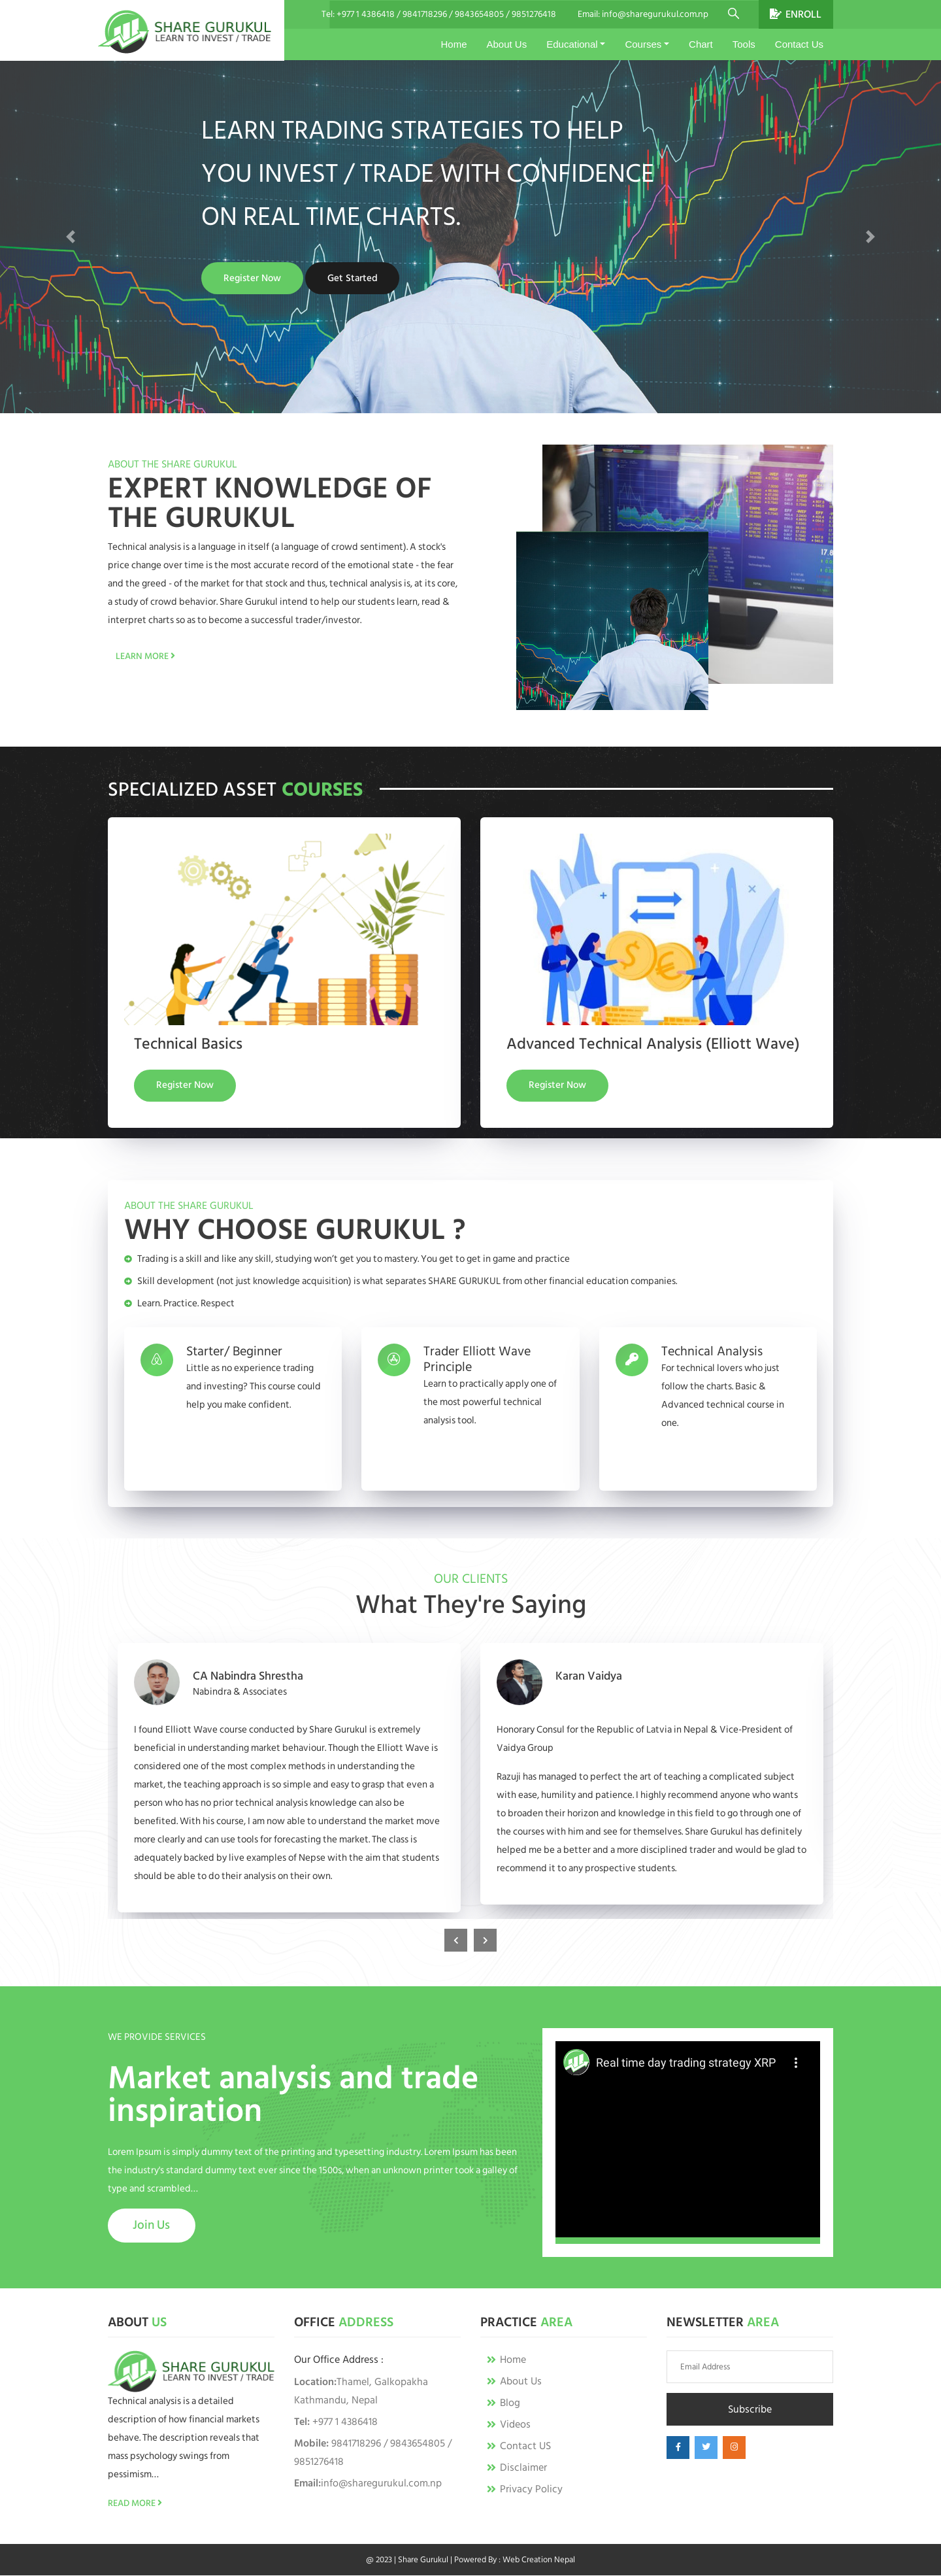 SHARE GURUKUL
LEARN TO INVEST / TRADE
Tel: +977 1 4386418 / 9841718296 / 9843654805 / 9851276418
Email: info@sharegurukul.com.np
ENROLL
Home About Us Educational Courses Chart Tools Contact Us
LEARN TRADING STRATEGIES TO HELP
YOU INVEST / TRADE WITH CONFIDENCE
ON REAL TIME CHARTS.
Register Now Get Started
ABOUT THE SHARE GURUKUL
EXPERT KNOWLEDGE OF
THE GURUKUL
Technical analysis is a language in itself (a language of crowd sentiment). A stock's
price change over time is the most accurate record of the emotional state - the fear
and the greed - of the market for that stock and thus, technical analysis is, at its core,
a study of crowd behavior. Share Gurukul intend to help our students learn, read &
interpret charts so as to become a successful trader/investor.
LEARN MORE
SPECIALIZED ASSET COURSES
Technical Basics
Register Now
Advanced Technical Analysis (Elliott Wave)
Register Now
ABOUT THE SHARE GURUKUL
WHY CHOOSE GURUKUL ?
Trading is a skill and like any skill, studying won't get you to mastery. You get to get in game and practice
Skill development (not just knowledge acquisition) is what separates SHARE GURUKUL from other financial education companies.
Learn. Practice. Respect
Starter/ Beginner
Little as no experience trading
and investing? This course could
help you make confident.
Trader Elliott Wave
Principle
Learn to practically apply one of
the most powerful technical
analysis tool.
Technical Analysis
For technical lovers who just
follow the charts. Basic &
Advanced technical course in
one.
OUR CLIENTS
What They're Saying
CA Nabindra Shrestha
Nabindra & Associates
I found Elliott Wave course conducted by Share Gurukul is extremely
beneficial in understanding market behaviour. Though the Elliott Wave is
considered one of the most complex methods in understanding the
market, the teaching approach is so simple and easy to grasp that even a
person who has no prior technical analysis knowledge can also be
benefited. With his course, I am now able to understand the market move
more clearly and can use tools for forecasting the market. The class is
adequately backed by live examples of Nepse with the aim that students
should be able to do their analysis on their own.
Karan Vaidya
Honorary Consul for the Republic of Latvia in Nepal & Vice-President of
Vaidya Group
Razuji has managed to perfect the art of teaching a complicated subject
with ease, humility and patience. I highly recommend anyone who wants
to broaden their horizon and knowledge in this field to go through one of
the courses with him and see for themselves. Share Gurukul has definitely
helped me be a better and a more disciplined trader and would be glad to
recommend it to any prospective students.
WE PROVIDE SERVICES
Market analysis and trade
inspiration
Lorem Ipsum is simply dummy text of the printing and typesetting industry. Lorem Ipsum has been
the industry's standard dummy text ever since the 1500s, when an unknown printer took a galley of
type and scrambled...
Join Us
Real time day trading strategy XRP
ABOUT US
SHARE GURUKUL
LEARN TO INVEST / TRADE
Technical analysis is a detailed
description of how financial markets
behave. The description reveals that
mass psychology swings from
pessimism...
READ MORE
OFFICE ADDRESS
Our Office Address :
Location:Thamel, Galkopakha
Kathmandu, Nepal
Tel: +977 1 4386418
Mobile: 9841718296 / 9843654805 /
9851276418
Email:info@sharegurukul.com.np
PRACTICE AREA
Home
About Us
Blog
Videos
Contact US
Disclaimer
Privacy Policy
NEWSLETTER AREA
Email Address
Subscribe
@ 2023 | Share Gurukul | Powered By : Web Creation Nepal